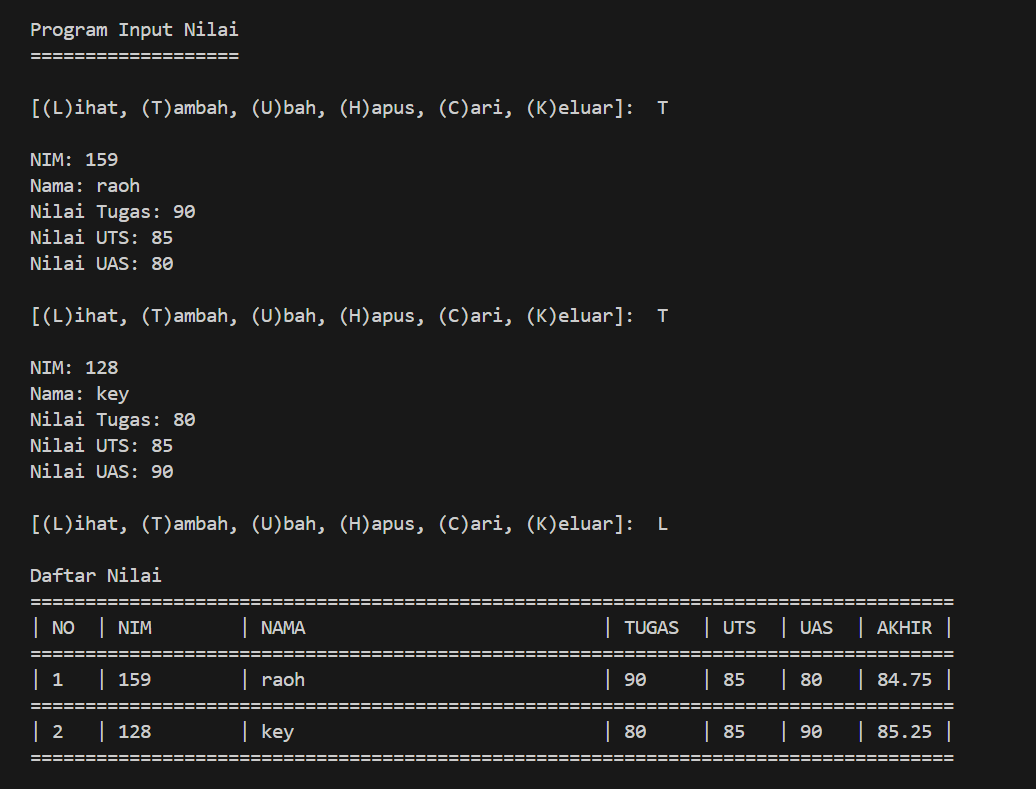 Program Input Nilai
===================
[(L)ihat, (T)ambah, (U)bah, (H)apus, (C)ari, (K)eluar]:  T
NIM: 159
Nama: raoh
Nilai Tugas: 90
Nilai UTS: 85
Nilai UAS: 80
[(L)ihat, (T)ambah, (U)bah, (H)apus, (C)ari, (K)eluar]:  T
NIM: 128
Nama: key
Nilai Tugas: 80
Nilai UTS: 85
Nilai UAS: 90
[(L)ihat, (T)ambah, (U)bah, (H)apus, (C)ari, (K)eluar]:  L
Daftar Nilai
====================================================================================
| NO  | NIM        | NAMA                           | TUGAS  | UTS  | UAS  | AKHIR |
====================================================================================
| 1   | 159        | raoh                           | 90     | 85   | 80   | 84.75 |
====================================================================================
| 2   | 128        | key                            | 80     | 85   | 90   | 85.25 |
====================================================================================